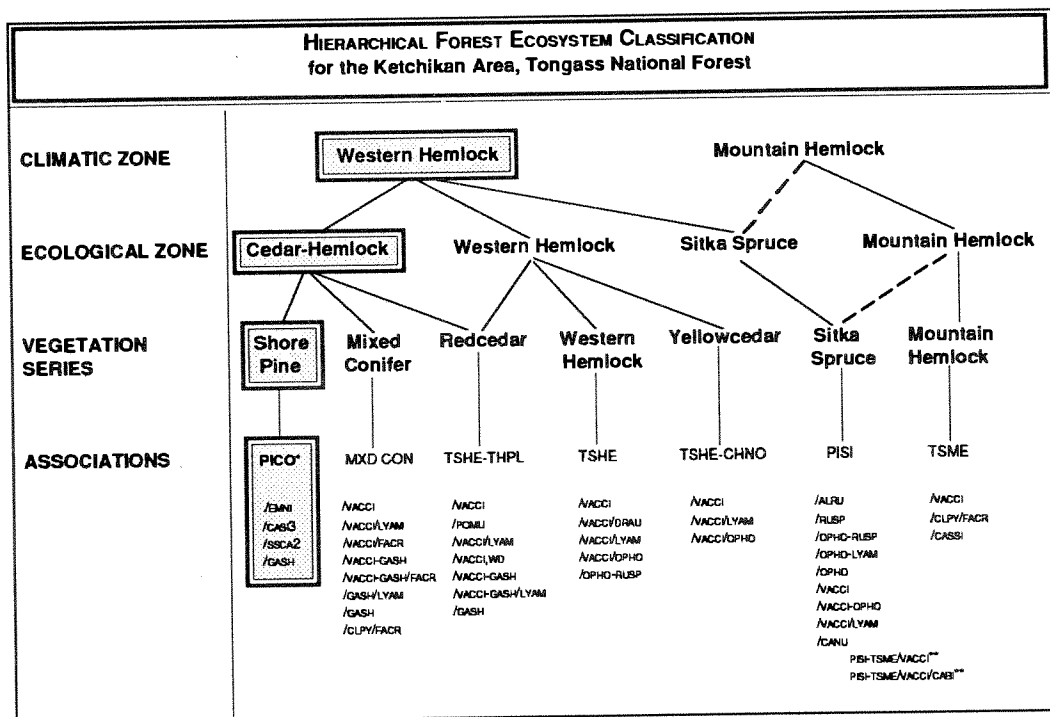 HIERARCHICAL FOREST ECOSYSTEM CLASSIFICATION
for the Ketchikan Area, Tongass National Forest
CLIMATIC ZONE
Western Hemlock
Mountain Hemlock
ECOLOGICAL ZONE
Cedar-Hemlock
Western Hemlock
Sitka Spruce
Mountain Hemlock
VEGETATION
SERIES
Shore
Pine
Mixed
Conifer
Redcedar
Western
Hemlock
Yellowcedar
Sitka
Spruce
Mountain
Hemlock
ASSOCIATIONS
PICO*
/EMNI
/CASI3
/SSCA2
/GASH
MXD CON
/VACCI
/VACCI/LYAM
/VACCI/FACR
/VACCI-GASH
/VACCI-GASH/FACR
/GASH/LYAM
/GASH
/CLPY/FACR
TSHE-THPL
/VACCI
/POMU
/VACCI/LYAM
/VACCI,WD
/VACCI-GASH
/VACCI-GASH/LYAM
/GASH
TSHE
/VACCI
/VACCI/DRAU
/VACCI/LYAM
/VACCI/OPHO
/OPHO-RUSP
TSHE-CHNO
/VACCI
/VACCI/LYAM
/VACCI/OPHO
PISI
/ALRU
/RUSP
/OPHO-RUSP
/OPHO-LYAM
/OPHO
/VACCI
/VACCI-OPHO
/VACCI/LYAM
/CANU
PISI-TSME/VACCI**
PISI-TSME/VACCI/CABI**
TSME
/VACCI
/CLPY/FACR
/CASSI